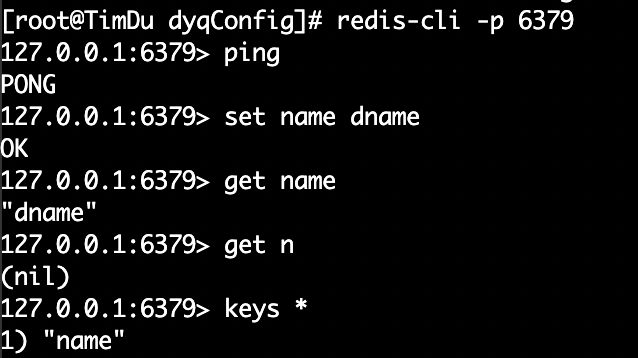 [root@TimDu dyqConfig]# redis-cli -p 6379
127.0.0.1:6379> ping
PONG
127.0.0.1:6379> set name dname
OK
127.0.0.1:6379> get name
"dname"
127.0.0.1:6379> get n
(nil)
127.0.0.1:6379> keys *
1) "name"